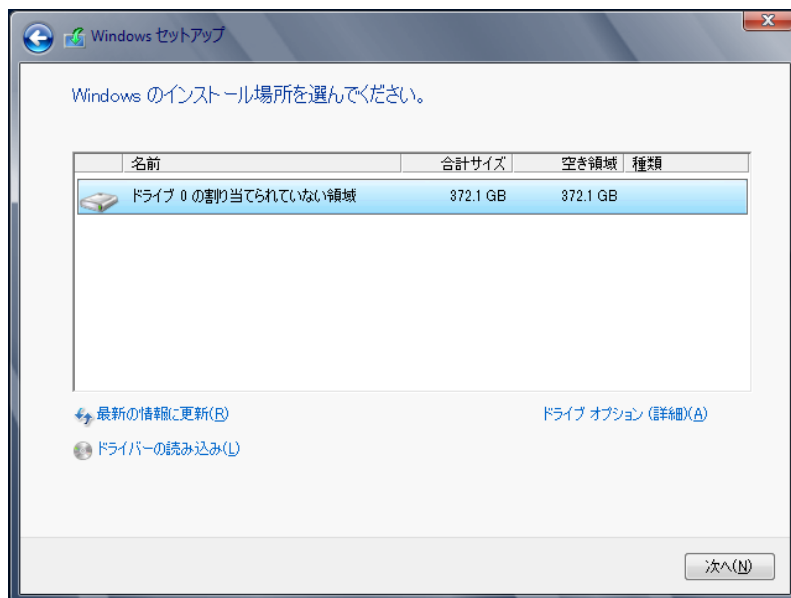 Windows セットアップ
Windows のインストール場所を選んでください。
名前 合計サイズ 空き領域 種類
ドライブ 0 の割り当てられていない領域 372.1 GB 372.1 GB
最新の情報に更新(R)
ドライブ オプション (詳細)(A)
ドライバーの読み込み(L)
次へ(N)